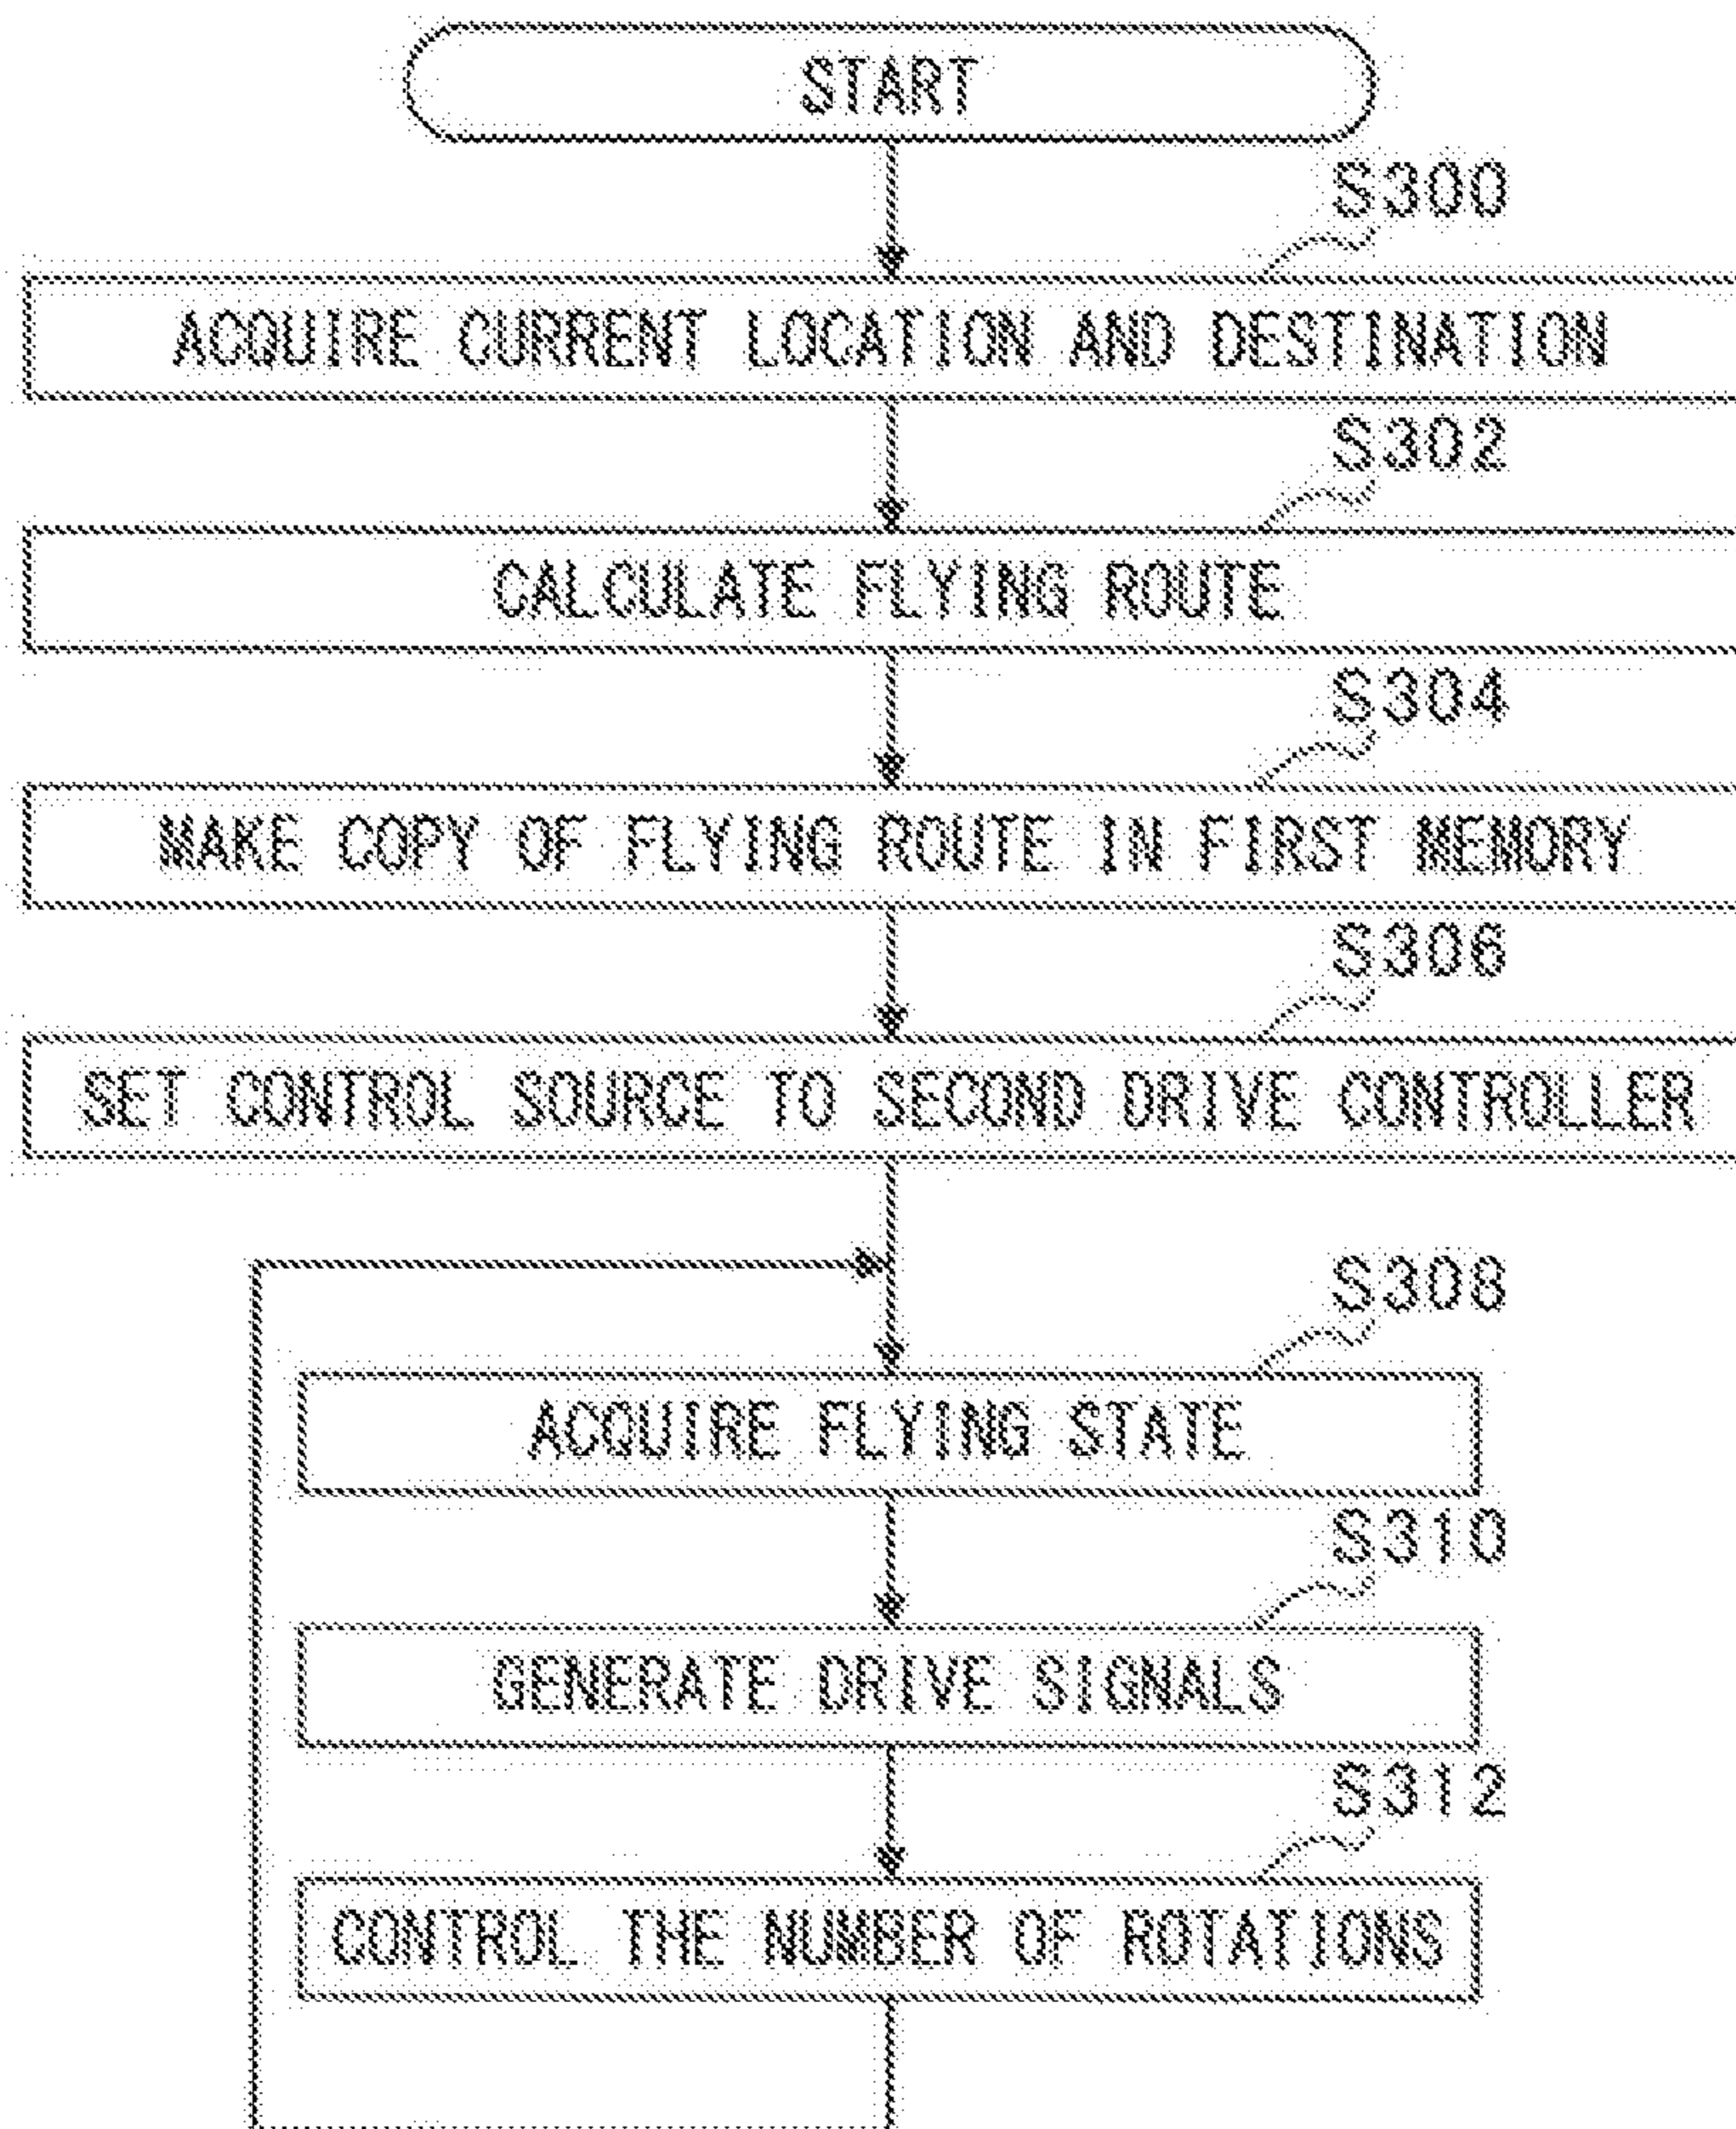 START
S300
ACQUIRE CURRENT LOCATION AND DESTINATION
S302
CALCULATE FLYING ROUTE
S304
MAKE COPY OF FLYING ROUTE IN FIRST MEMORY
S306
SET CONTROL SOURCE TO SECOND DRIVE CONTROLLER
S308
ACQUIRE FLYING STATE
S310
GENERATE DRIVE SIGNALS
S312
CONTROL THE NUMBER OF ROTATIONS